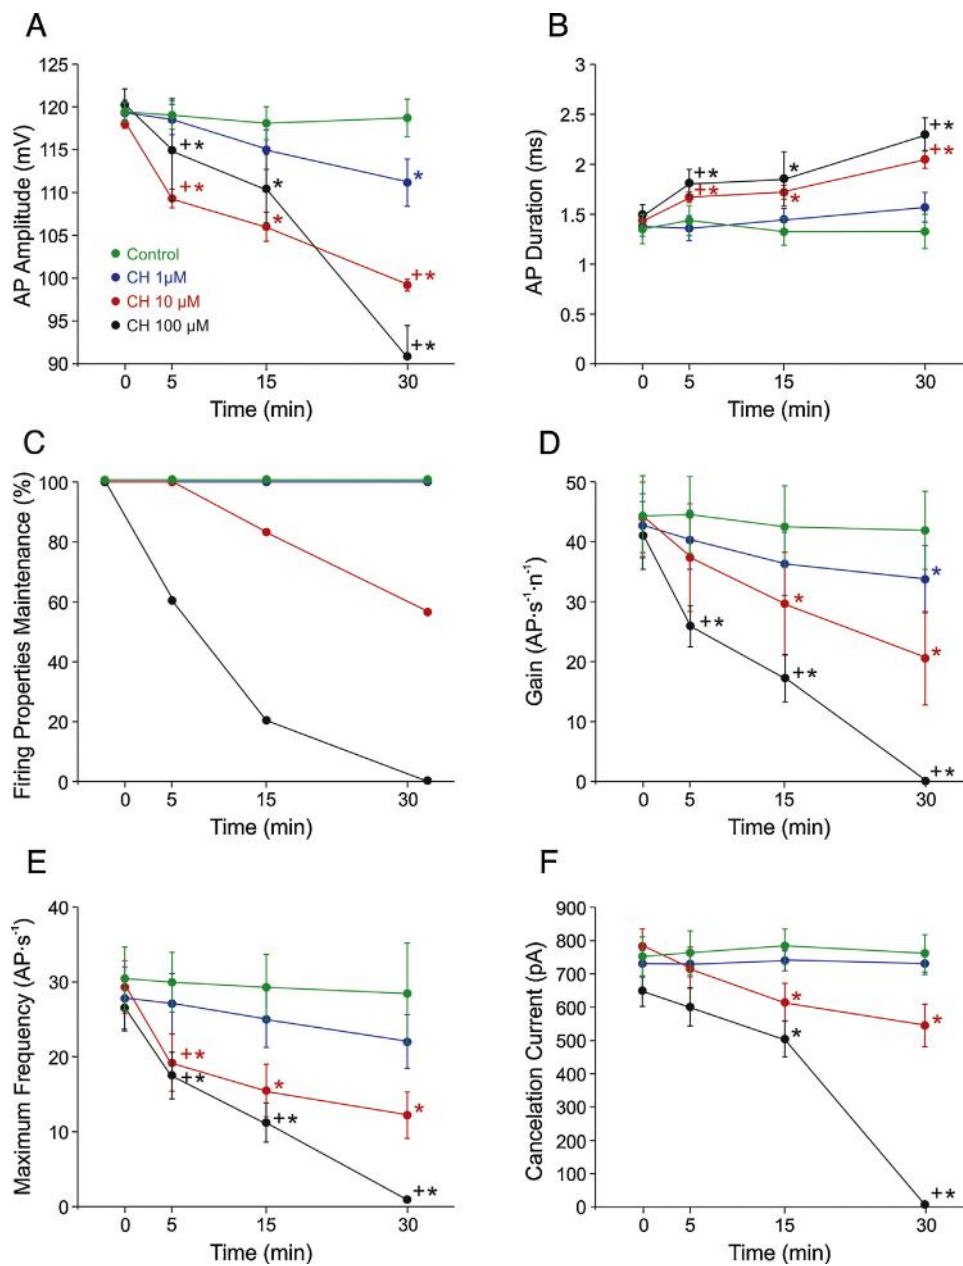 A
AP Amplitude (mV)
125
120
115
110
105
100
95
90
+*
*
*
*
+*
+*
+*
Control
CH 1µM
CH 10 µM
CH 100 µM
0 5 15 30
Time (min)
B
AP Duration (ms)
3
2.5
2
1.5
1
0.5
0
+*
+*
*
*
+*
+*
0 5 15 30
Time (min)
C
Firing Properties Maintenance (%)
100
80
60
40
20
0
0 5 15 30
Time (min)
D
Gain (AP·s⁻¹·n⁻¹)
50
40
30
20
10
0
+*
*
+*
*
*
+*
0 5 15 30
Time (min)
E
Maximum Frequency (AP·s⁻¹)
40
30
20
10
0
+*
+*
*
+*
*
+*
0 5 15 30
Time (min)
F
Cancelation Current (pA)
900
800
700
600
500
400
300
200
100
0
*
*
*
+*
0 5 15 30
Time (min)